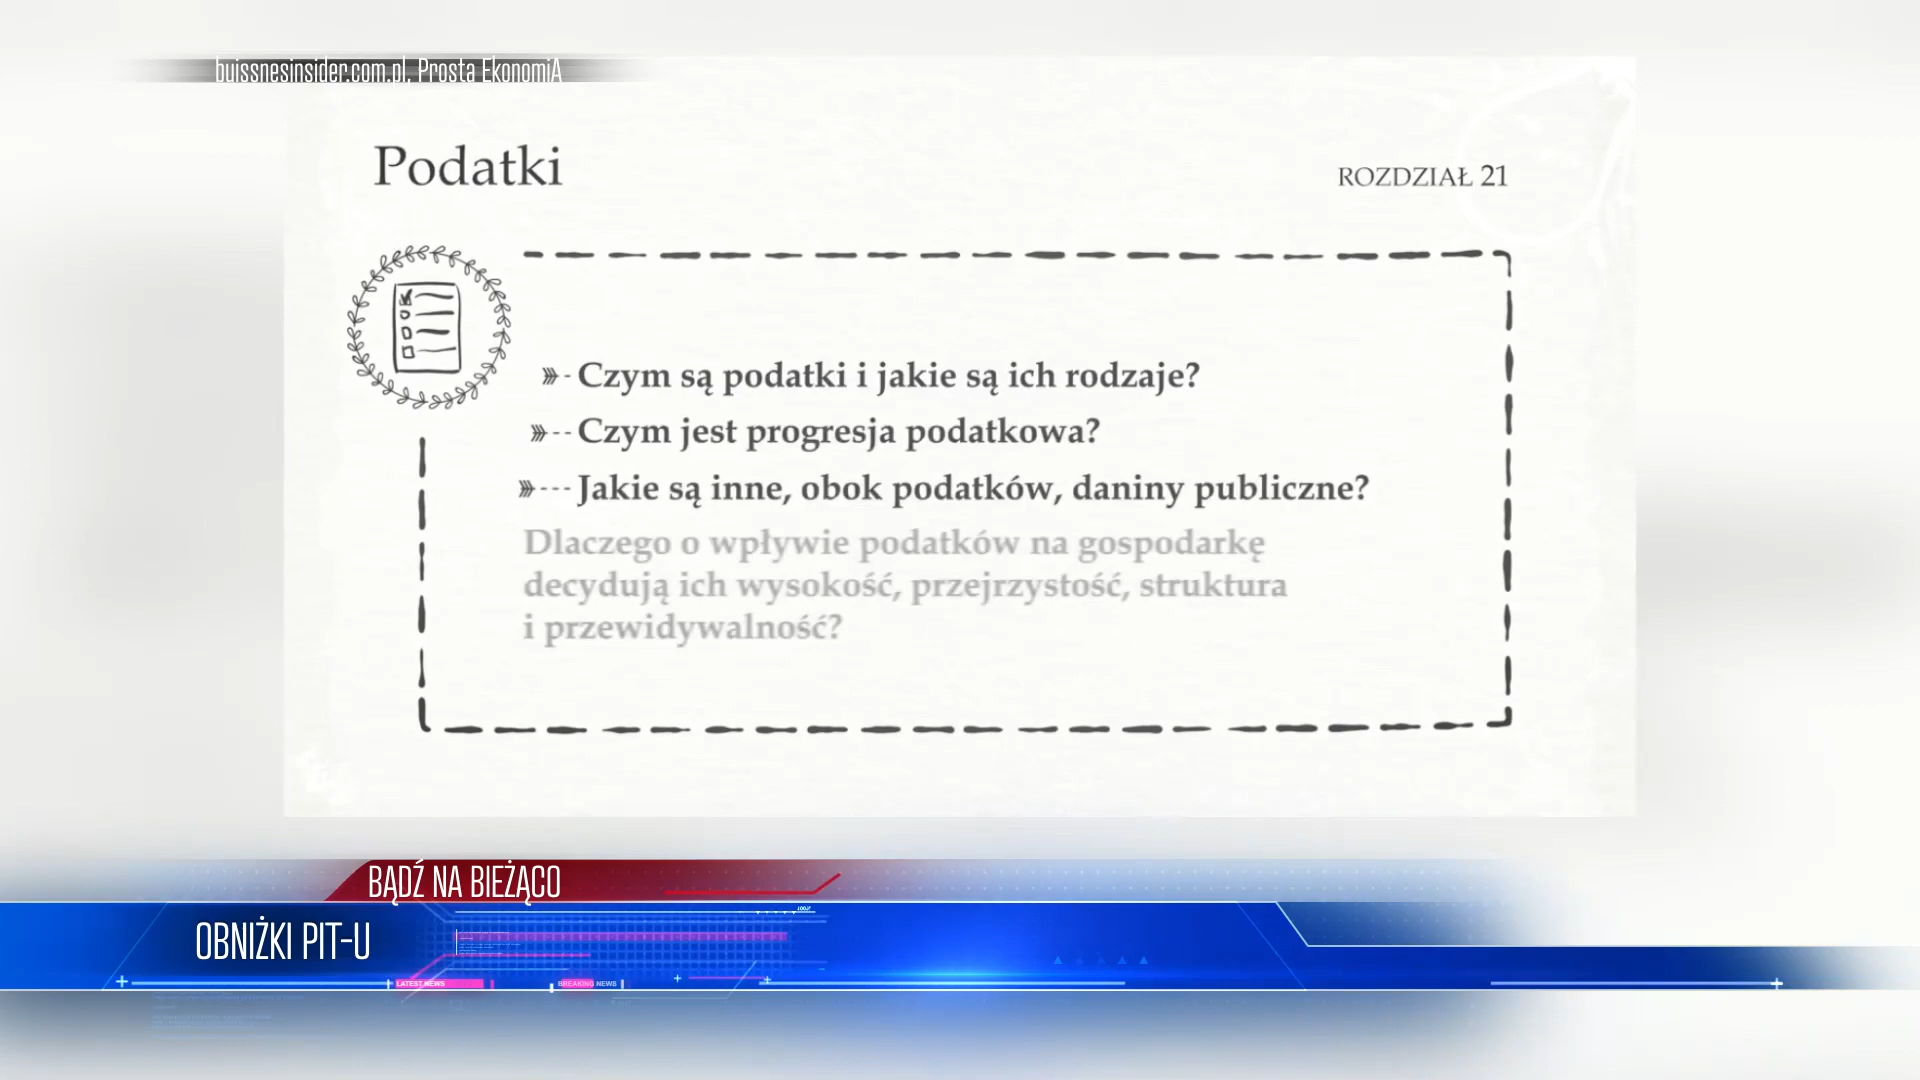 buissnesinsider.com.pl, Prosta EkonomiA
Podatki
ROZDZIAŁ 21
Czym są podatki i jakie są ich rodzaje?
Czym jest progresja podatkowa?
Jakie są inne, obok podatków, daniny publiczne?
Dlaczego o wpływie podatków na gospodarkę
decydują ich wysokość, przejrzystość, struktura
i przewidywalność?
BĄDŹ NA BIEŻĄCO
OBNIŻKI PIT-U
LATEST NEWS
BREAKING NEWS